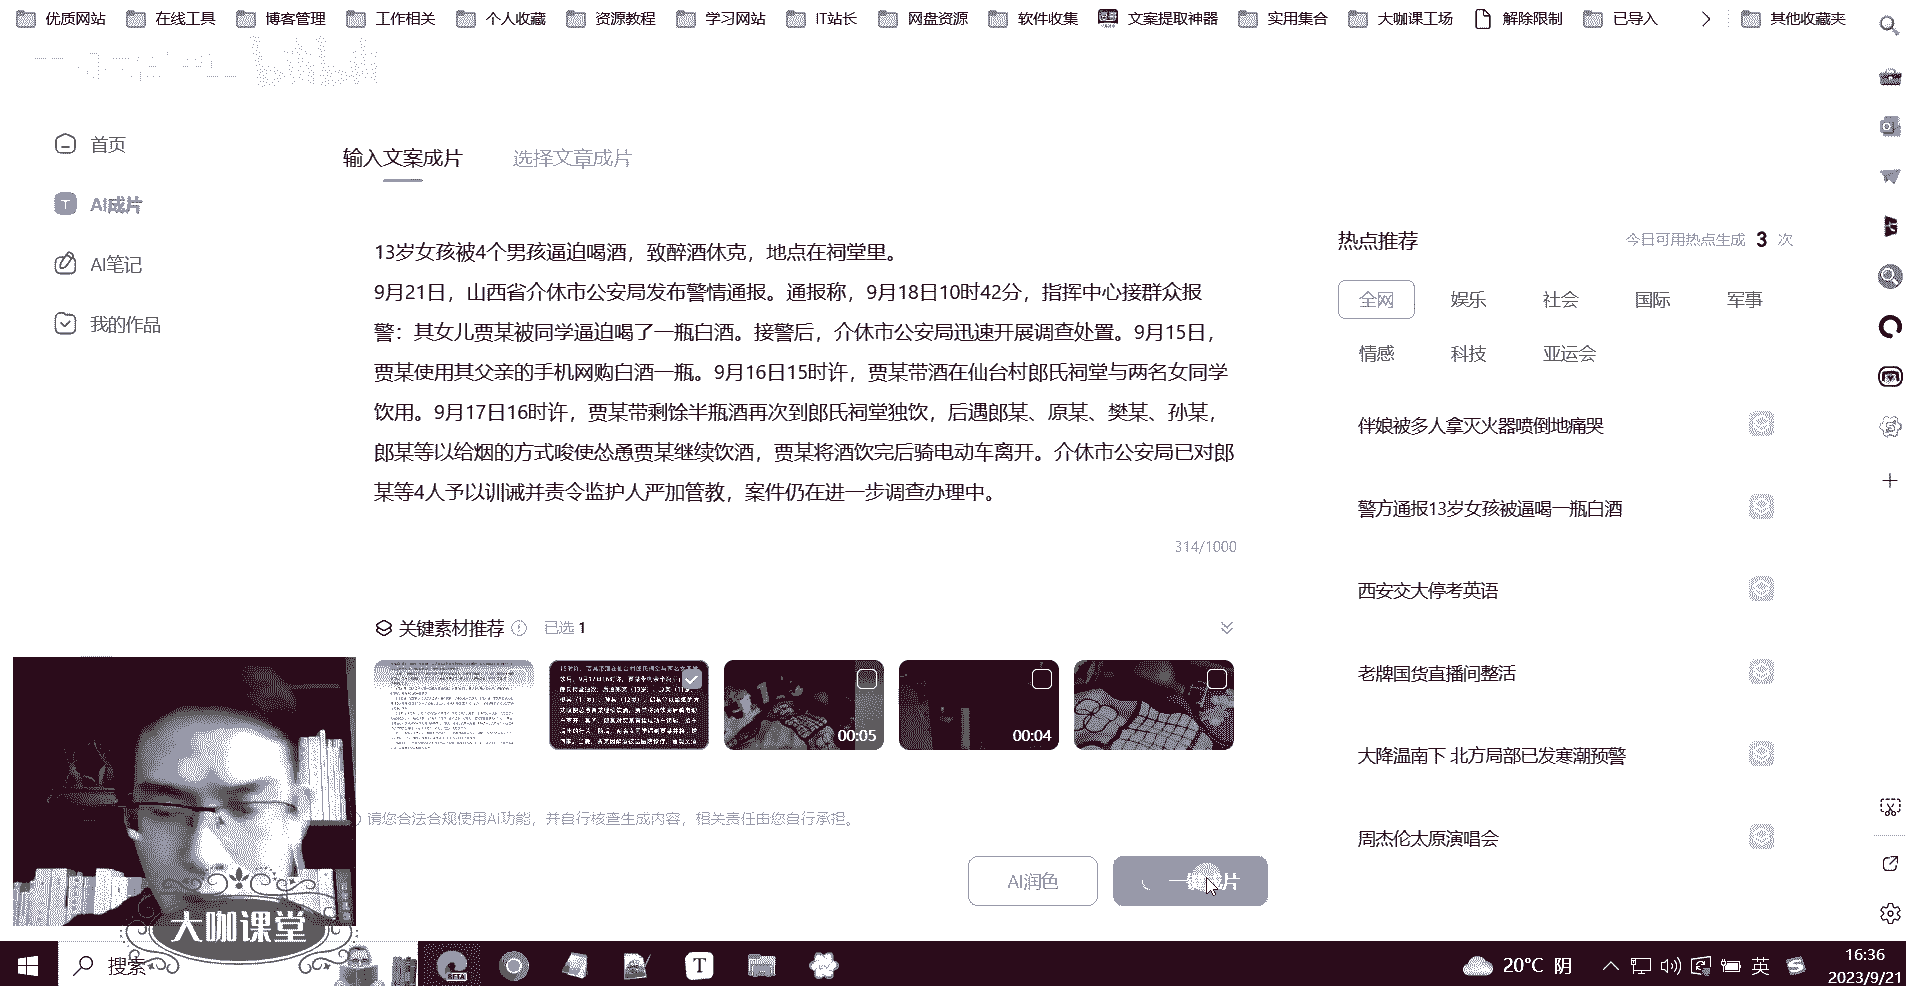 优质网站 在线工具 博客管理 工作相关 个人收藏 资源教程 学习网站 IT站长 网盘资源 软件收集 文案提取神器 实用集合 大咖课工场 解除限制 已导入 其他收藏夹
首页
AI成片
AI笔记
我的作品
输入文案成片 选择文章成片
13岁女孩被4个男孩逼迫喝酒，致醉酒休克，地点在祠堂里。
9月21日，山西省介休市公安局发布警情通报。通报称，9月18日10时42分，指挥中心接群众报
警：其女儿贾某被同学逼迫喝了一瓶白酒。接警后，介休市公安局迅速开展调查处置。9月15日，
贾某使用其父亲的手机网购白酒一瓶。9月16日15时许，贾某带酒在仙台村郎氏祠堂与两名女同学
饮用。9月17日16时许，贾某带剩馀半瓶酒再次到郎氏祠堂独饮，后遇郎某、原某、樊某、孙某，
郎某等以给烟的方式唆使怂恿贾某继续饮酒，贾某将酒饮完后骑电动车离开。介休市公安局已对郎
某等4人予以训诫并责令监护人严加管教，案件仍在进一步调查办理中。
314/1000
关键素材推荐 已选 1
00:05
00:04
请您合法合规使用AI功能，并自行核查生成内容，相关责任由您自行承担。
AI润色 一键成片
热点推荐 今日可用热点生成 3 次
全网 娱乐 社会 国际 军事
情感 科技 亚运会
伴娘被多人拿灭火器喷倒地痛哭
警方通报13岁女孩被逼喝一瓶白酒
西安交大停考英语
老牌国货直播间整活
大降温南下 北方局部已发寒潮预警
周杰伦太原演唱会
大咖课堂
搜索
BETA
T
20°C 阴
英
16:36
2023/9/21